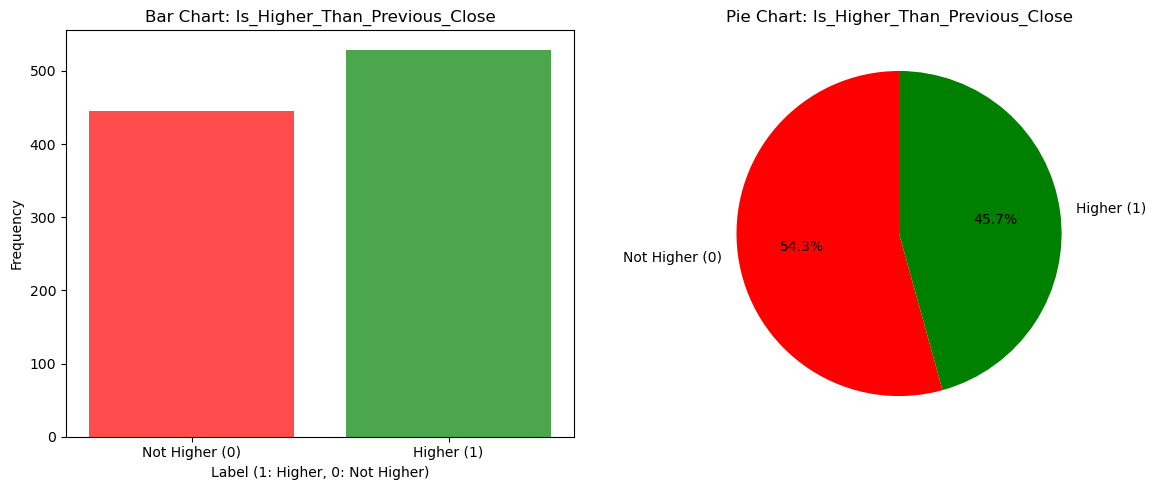 Bar Chart: Is_Higher_Than_Previous_Close
Frequency
500
400
300
200
100
0
Not Higher (0)
Higher (1)
Label (1: Higher, 0: Not Higher)
Pie Chart: Is_Higher_Than_Previous_Close
Higher (1)
45.7%
54.3%
Not Higher (0)